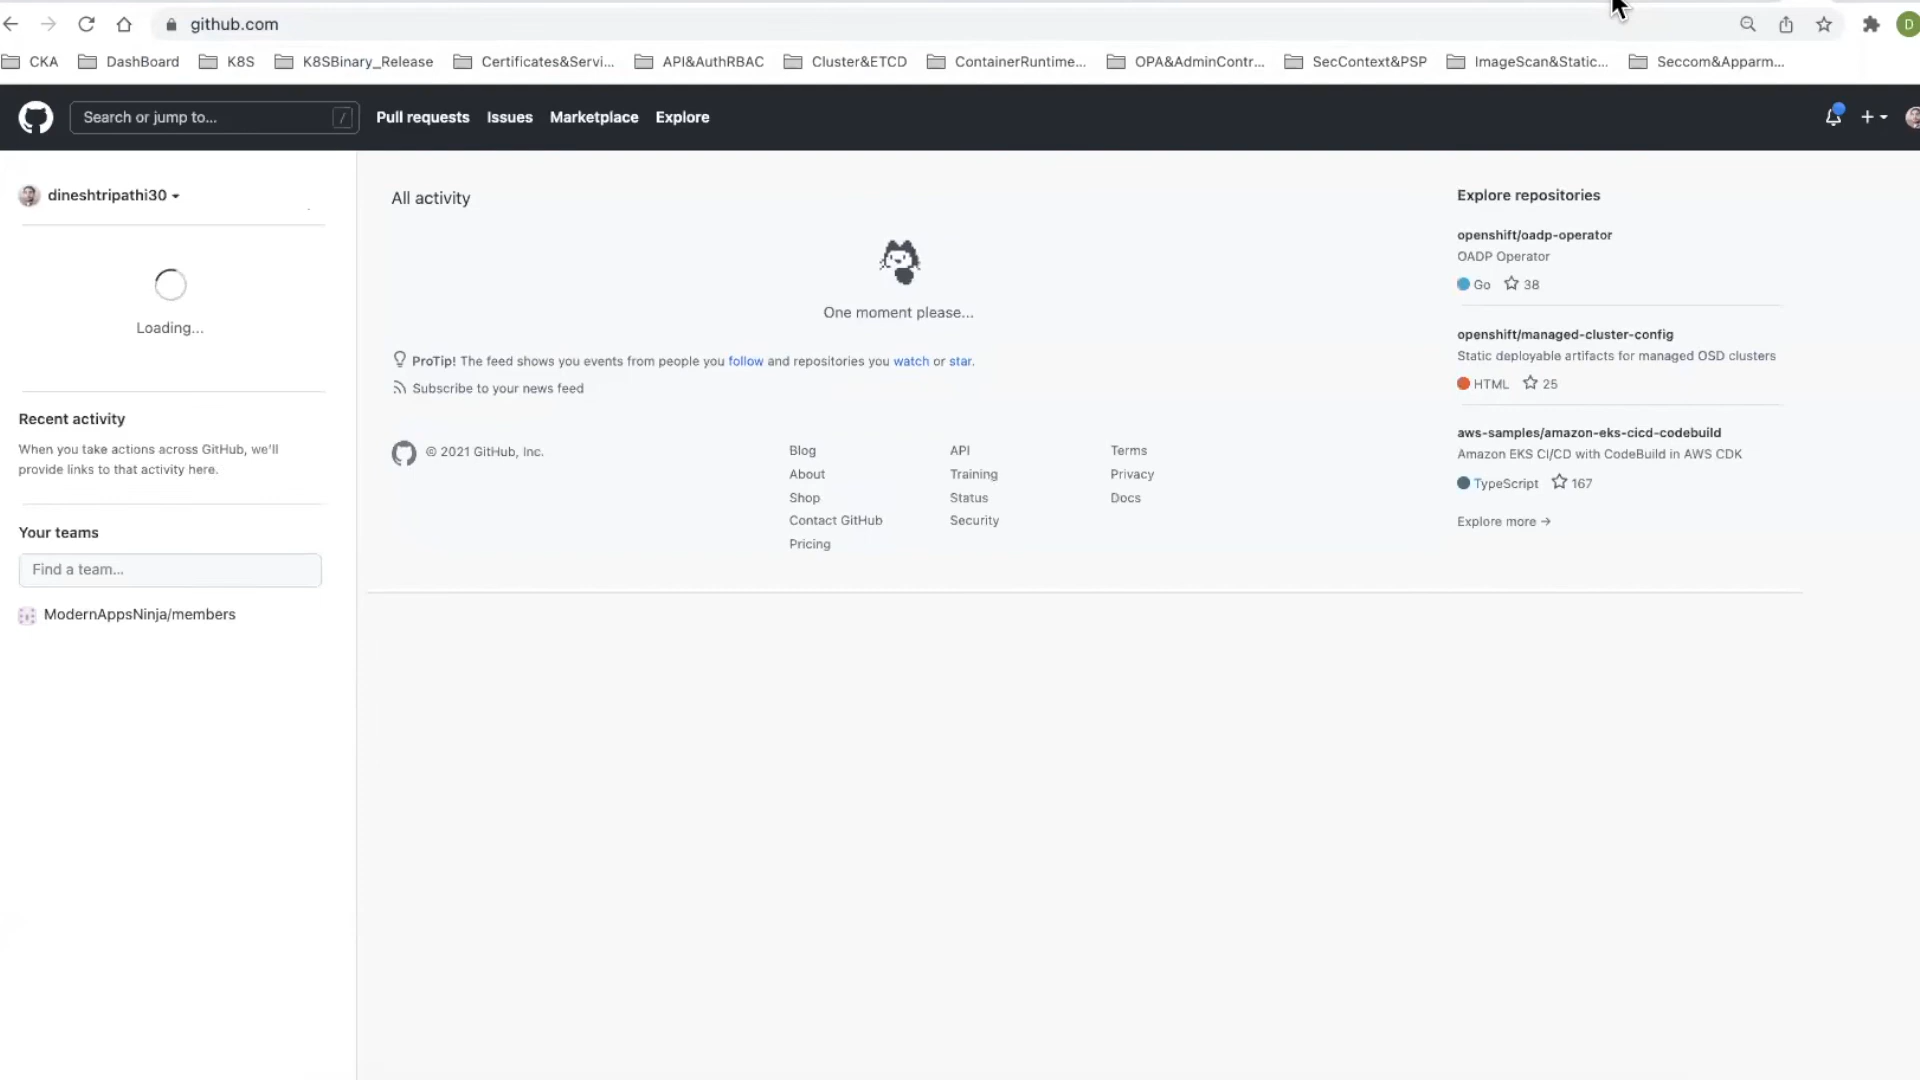 github.com
CKA DashBoard K8S K8SBinary_Release Certificates&Servi... API&AuthRBAC Cluster&ETCD ContainerRuntime... OPA&AdminContr... SecContext&PSP ImageScan&Static... Seccom&Apparm...
Search or jump to... / Pull requests Issues Marketplace Explore
D
dineshtripathi30
Loading...
Recent activity
When you take actions across GitHub, we'll
provide links to that activity here.
Your teams
Find a team...
ModernAppsNinja/members
All activity
One moment please...
ProTip! The feed shows you events from people you follow and repositories you watch or star.
Subscribe to your news feed
© 2021 GitHub, Inc.
Blog
About
Shop
Contact GitHub
Pricing
API
Training
Status
Security
Terms
Privacy
Docs
Explore repositories
openshift/oadp-operator
OADP Operator
Go 38
openshift/managed-cluster-config
Static deployable artifacts for managed OSD clusters
HTML 25
aws-samples/amazon-eks-cicd-codebuild
Amazon EKS CI/CD with CodeBuild in AWS CDK
TypeScript 167
Explore more →